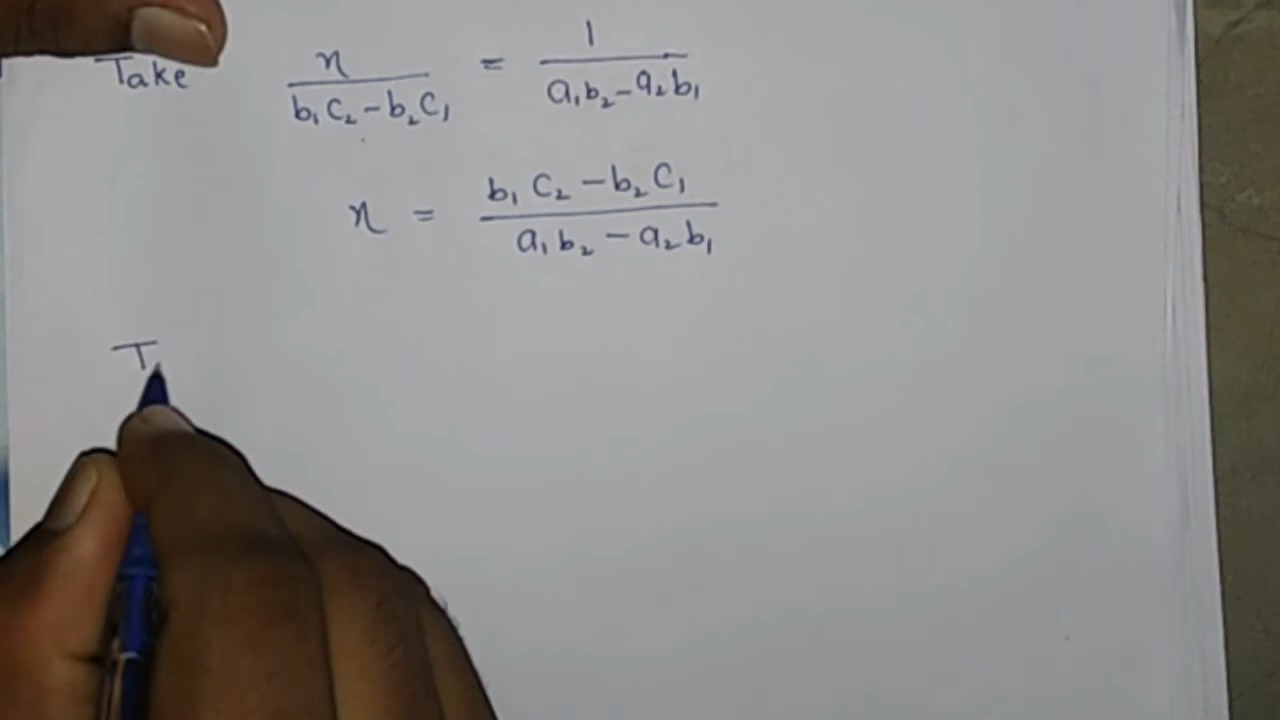 Take x/(b₁c₂ - b₂c₁) = 1/(a₁b₂ - a₂b₁)
x = (b₁c₂ - b₂c₁)/(a₁b₂ - a₂b₁)
T